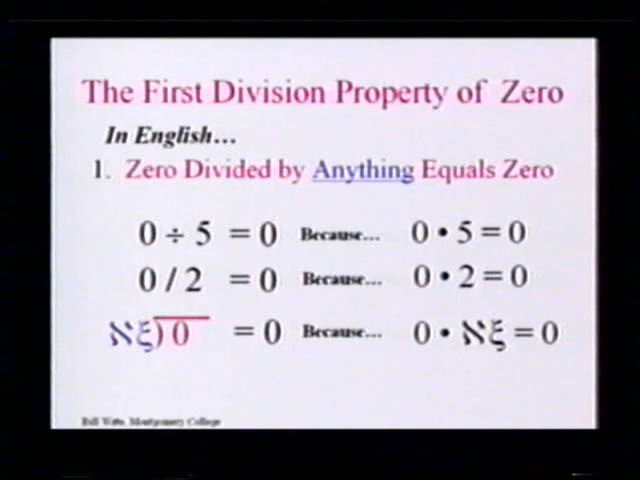 The First Division Property of Zero
In English...
1. Zero Divided by Anything Equals Zero
0 ÷ 5 = 0 Because... 0 • 5 = 0
0 / 2 = 0 Because... 0 • 2 = 0
ℵξ) 0 = 0 Because... 0 • ℵξ = 0
Bill Witte, Montgomery College